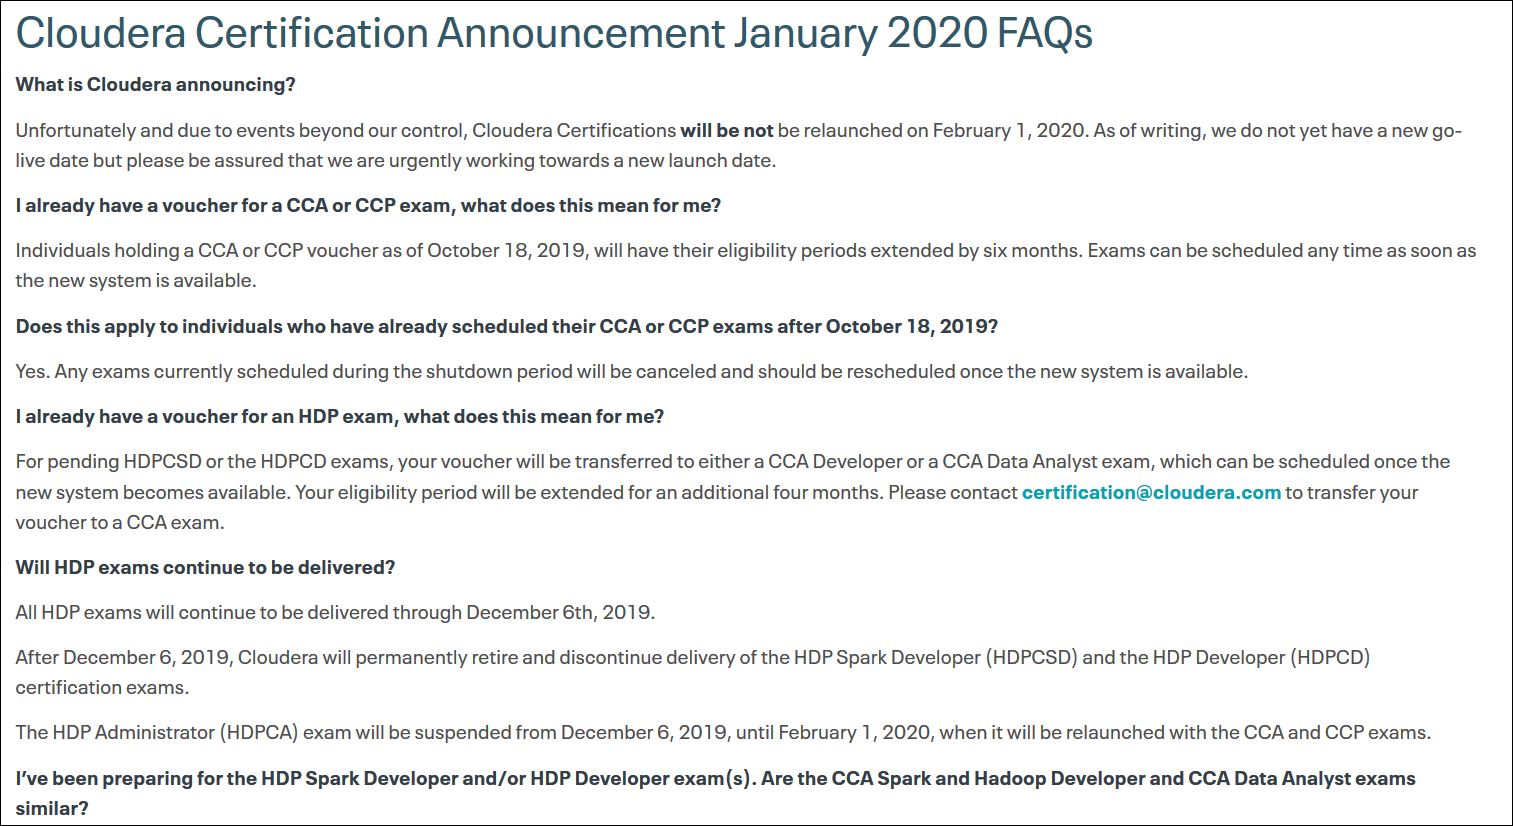 Cloudera Certification Announcement January 2020 FAQs
What is Cloudera announcing?
Unfortunately and due to events beyond our control, Cloudera Certifications will be not be relaunched on February 1, 2020. As of writing, we do not yet have a new go-
live date but please be assured that we are urgently working towards a new launch date.
I already have a voucher for a CCA or CCP exam, what does this mean for me?
Individuals holding a CCA or CCP voucher as of October 18, 2019, will have their eligibility periods extended by six months. Exams can be scheduled any time as soon as
the new system is available.
Does this apply to individuals who have already scheduled their CCA or CCP exams after October 18, 2019?
Yes. Any exams currently scheduled during the shutdown period will be canceled and should be rescheduled once the new system is available.
I already have a voucher for an HDP exam, what does this mean for me?
For pending HDPCSD or the HDPCD exams, your voucher will be transferred to either a CCA Developer or a CCA Data Analyst exam, which can be scheduled once the
new system becomes available. Your eligibility period will be extended for an additional four months. Please contact certification@cloudera.com to transfer your
voucher to a CCA exam.
Will HDP exams continue to be delivered?
All HDP exams will continue to be delivered through December 6th, 2019.
After December 6, 2019, Cloudera will permanently retire and discontinue delivery of the HDP Spark Developer (HDPCSD) and the HDP Developer (HDPCD)
certification exams.
The HDP Administrator (HDPCA) exam will be suspended from December 6, 2019, until February 1, 2020, when it will be relaunched with the CCA and CCP exams.
I've been preparing for the HDP Spark Developer and/or HDP Developer exam(s). Are the CCA Spark and Hadoop Developer and CCA Data Analyst exams
similar?